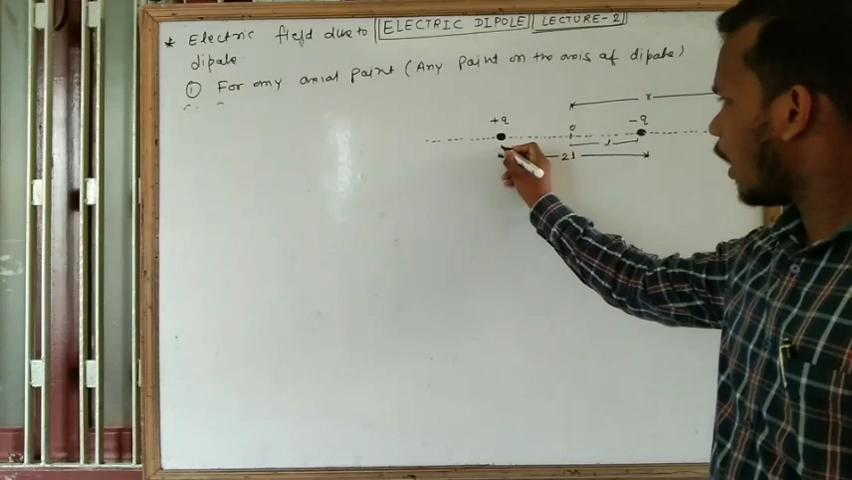 ELECTRIC DIPOLE LECTURE-2
* Electric field due to
dipole.
① For any axial point (Any point on the axis of dipole)
r
+q O -q
l
2l